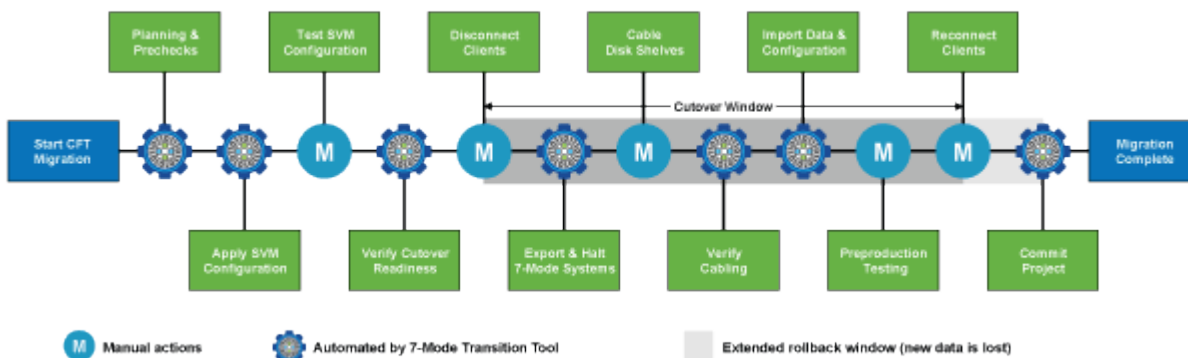 Planning &
Prechecks
Test SVM
Configuration
Disconnect
Clients
Cable
Disk Shelves
Import Data &
Configuration
Reconnect
Clients
Cutover Window
Start CFT
Migration
M
M
M
M
M
Migration
Complete
Apply SVM
Configuration
Verify Cutover
Readiness
Export & Halt
7-Mode Systems
Verify
Cabling
Preproduction
Testing
Commit
Project
M Manual actions
Automated by 7-Mode Transition Tool
Extended rollback window (new data is lost)